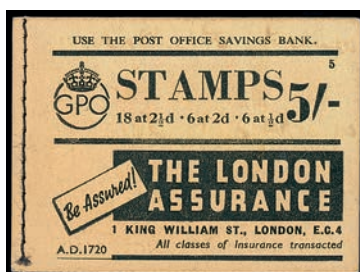 USE THE POST OFFICE SAVINGS BANK.
5
GPO
STAMPS 5/-
18 at 2½d · 6 at 2d · 6 at ½d
Be Assured!
THE LONDON
ASSURANCE
1 KING WILLIAM ST., LONDON, E.C.4
A.D.1720
All classes of Insurance transacted